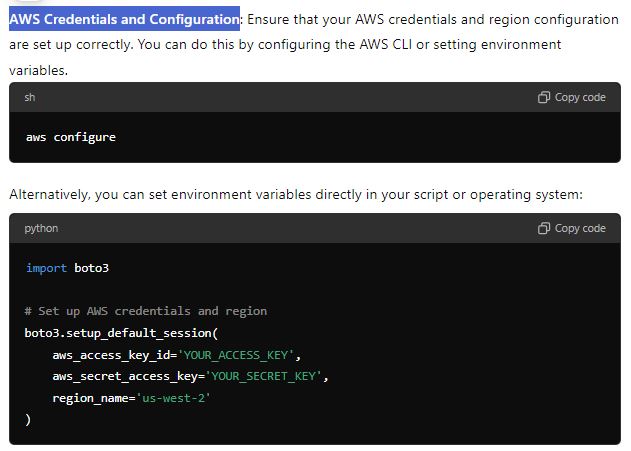 AWS Credentials and Configuration: Ensure that your AWS credentials and region configuration
are set up correctly. You can do this by configuring the AWS CLI or setting environment
variables.
sh Copy code
aws configure
Alternatively, you can set environment variables directly in your script or operating system:
python Copy code
import boto3
# Set up AWS credentials and region
boto3.setup_default_session(
    aws_access_key_id='YOUR_ACCESS_KEY',
    aws_secret_access_key='YOUR_SECRET_KEY',
    region_name='us-west-2'
)